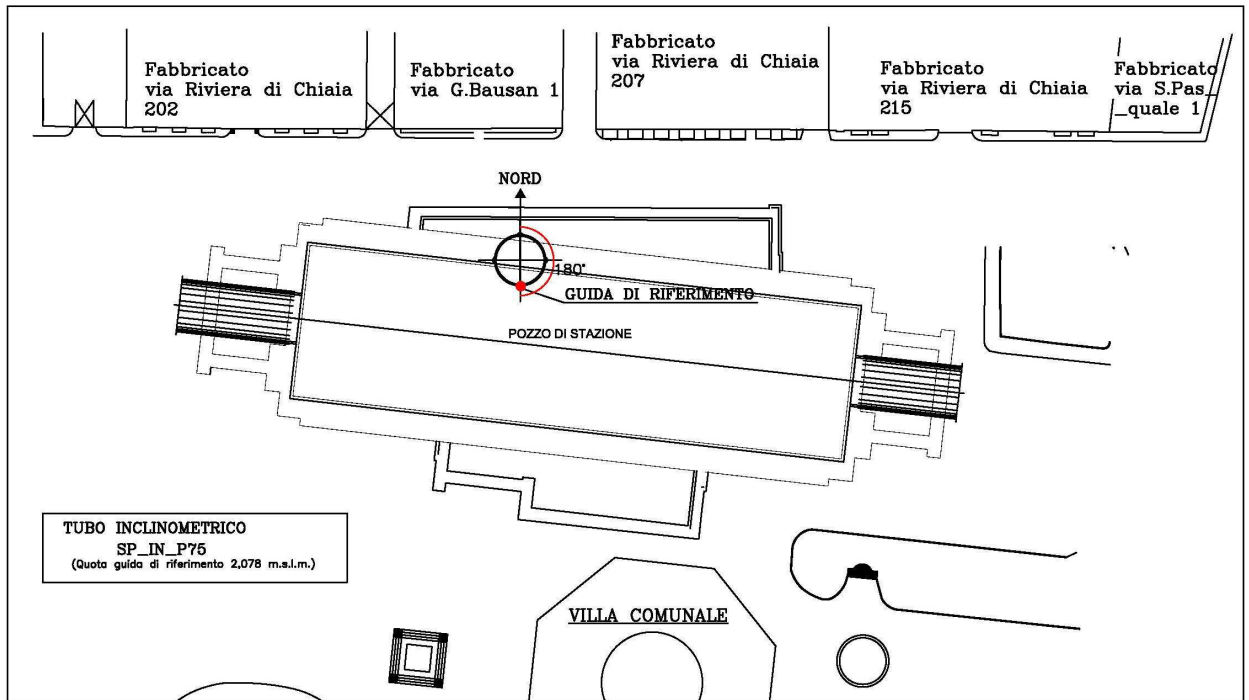 Fabbricato
via Riviera di Chiaia
202
Fabbricato
via G.Bausan 1
Fabbricato
via Riviera di Chiaia
207
Fabbricato
via Riviera di Chiaia
215
Fabbricato
via S.Pas_
_quale 1
NORD
180°
GUIDA DI RIFERIMENTO
POZZO DI STAZIONE
TUBO INCLINOMETRICO
SP_IN_P75
(Quota guida di riferimento 2,078 m.s.l.m.)
VILLA COMUNALE